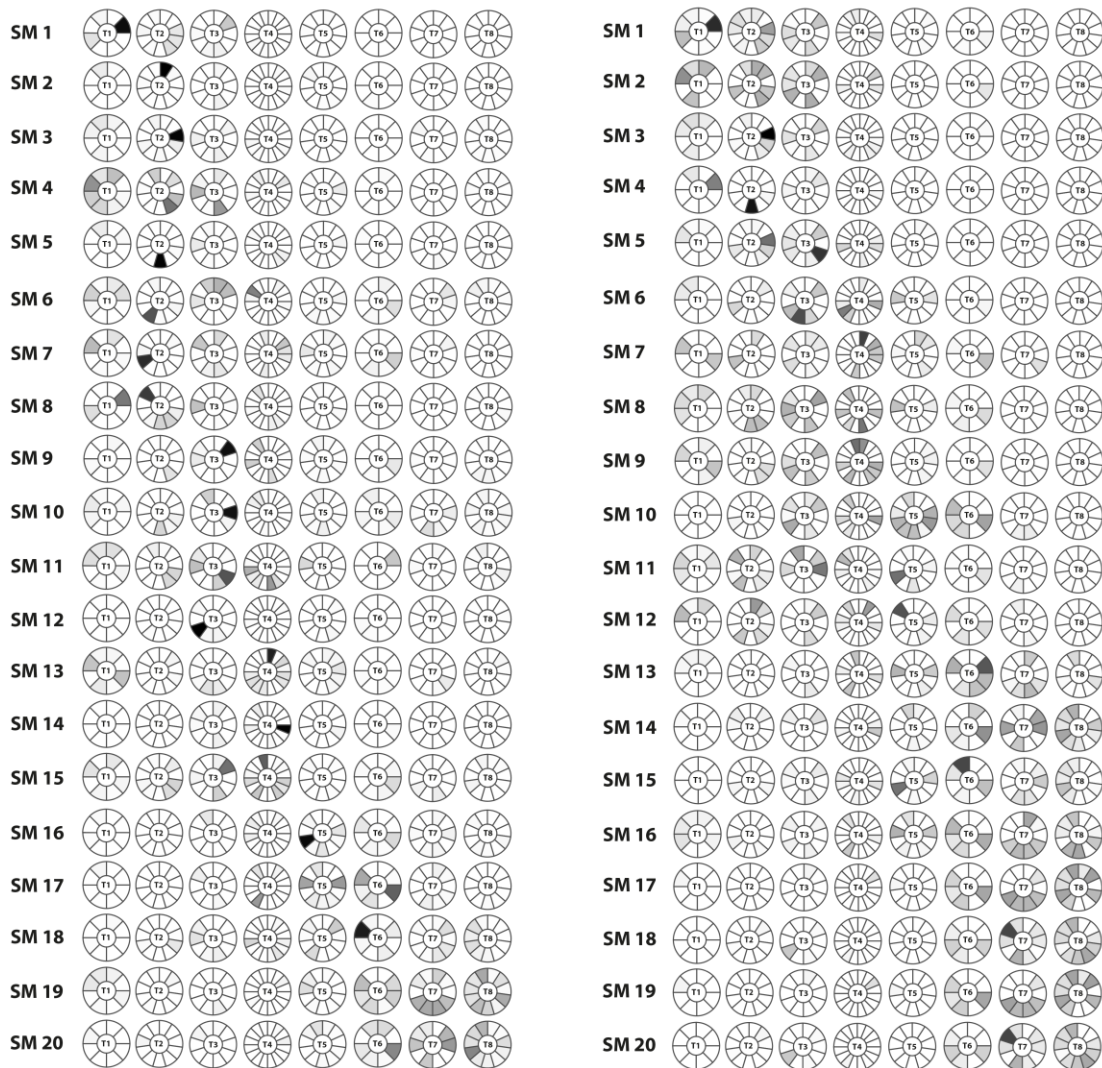 SM 1 T1 T2 T3 T4 T5 T6 T7 T8
SM 2 T1 T2 T3 T4 T5 T6 T7 T8
SM 3 T1 T2 T3 T4 T5 T6 T7 T8
SM 4 T1 T2 T3 T4 T5 T6 T7 T8
SM 5 T1 T2 T3 T4 T5 T6 T7 T8
SM 6 T1 T2 T3 T4 T5 T6 T7 T8
SM 7 T1 T2 T3 T4 T5 T6 T7 T8
SM 8 T1 T2 T3 T4 T5 T6 T7 T8
SM 9 T1 T2 T3 T4 T5 T6 T7 T8
SM 10 T1 T2 T3 T4 T5 T6 T7 T8
SM 11 T1 T2 T3 T4 T5 T6 T7 T8
SM 12 T1 T2 T3 T4 T5 T6 T7 T8
SM 13 T1 T2 T3 T4 T5 T6 T7 T8
SM 14 T1 T2 T3 T4 T5 T6 T7 T8
SM 15 T1 T2 T3 T4 T5 T6 T7 T8
SM 16 T1 T2 T3 T4 T5 T6 T7 T8
SM 17 T1 T2 T3 T4 T5 T6 T7 T8
SM 18 T1 T2 T3 T4 T5 T6 T7 T8
SM 19 T1 T2 T3 T4 T5 T6 T7 T8
SM 20 T1 T2 T3 T4 T5 T6 T7 T8
SM 1 T1 T2 T3 T4 T5 T6 T7 T8
SM 2 T1 T2 T3 T4 T5 T6 T7 T8
SM 3 T1 T2 T3 T4 T5 T6 T7 T8
SM 4 T1 T2 T3 T4 T5 T6 T7 T8
SM 5 T1 T2 T3 T4 T5 T6 T7 T8
SM 6 T1 T2 T3 T4 T5 T6 T7 T8
SM 7 T1 T2 T3 T4 T5 T6 T7 T8
SM 8 T1 T2 T3 T4 T5 T6 T7 T8
SM 9 T1 T2 T3 T4 T5 T6 T7 T8
SM 10 T1 T2 T3 T4 T5 T6 T7 T8
SM 11 T1 T2 T3 T4 T5 T6 T7 T8
SM 12 T1 T2 T3 T4 T5 T6 T7 T8
SM 13 T1 T2 T3 T4 T5 T6 T7 T8
SM 14 T1 T2 T3 T4 T5 T6 T7 T8
SM 15 T1 T2 T3 T4 T5 T6 T7 T8
SM 16 T1 T2 T3 T4 T5 T6 T7 T8
SM 17 T1 T2 T3 T4 T5 T6 T7 T8
SM 18 T1 T2 T3 T4 T5 T6 T7 T8
SM 19 T1 T2 T3 T4 T5 T6 T7 T8
SM 20 T1 T2 T3 T4 T5 T6 T7 T8